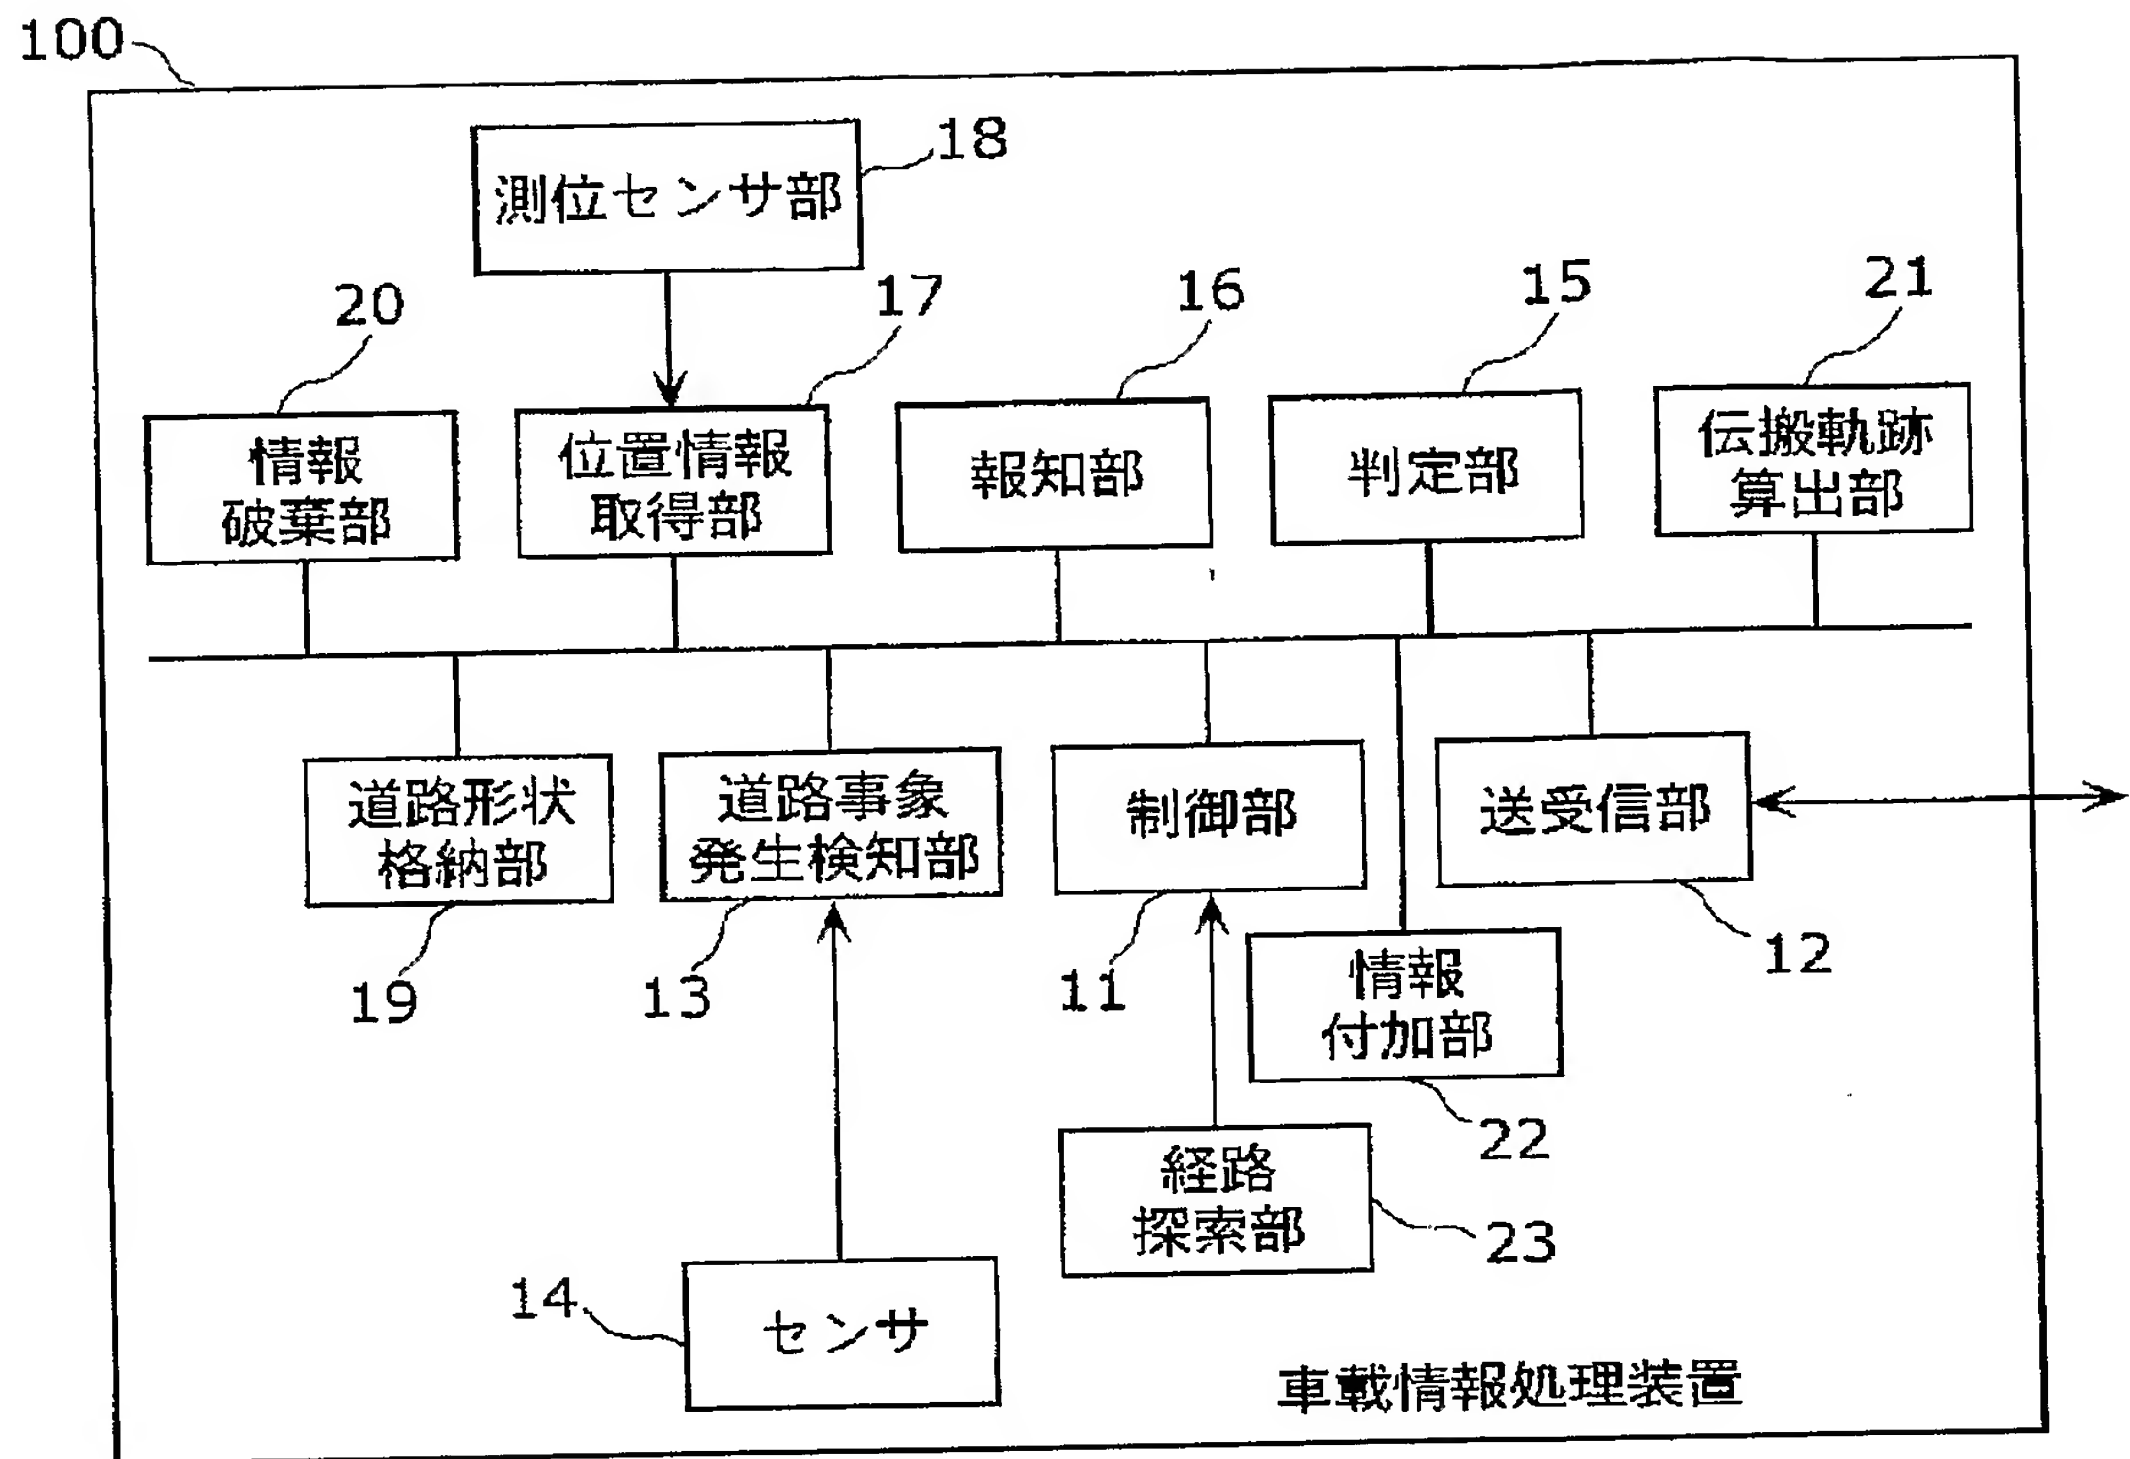 100
測位センサ部
18
20
17
16
15
21
情報
破棄部
位置情報
取得部
報知部
判定部
伝搬軌跡
算出部
道路形状
格納部
道路事象
発生検知部
制御部
送受信部
19
13
11
12
情報
付加部
22
経路
探索部
23
14
センサ
車載情報処理装置